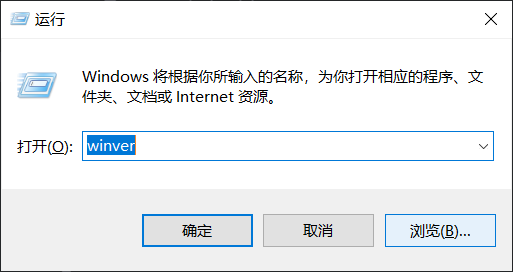 运行
Windows 将根据你所输入的名称，为你打开相应的程序、文
件夹、文档或 Internet 资源。
打开(O): winver
确定 取消 浏览(B)...